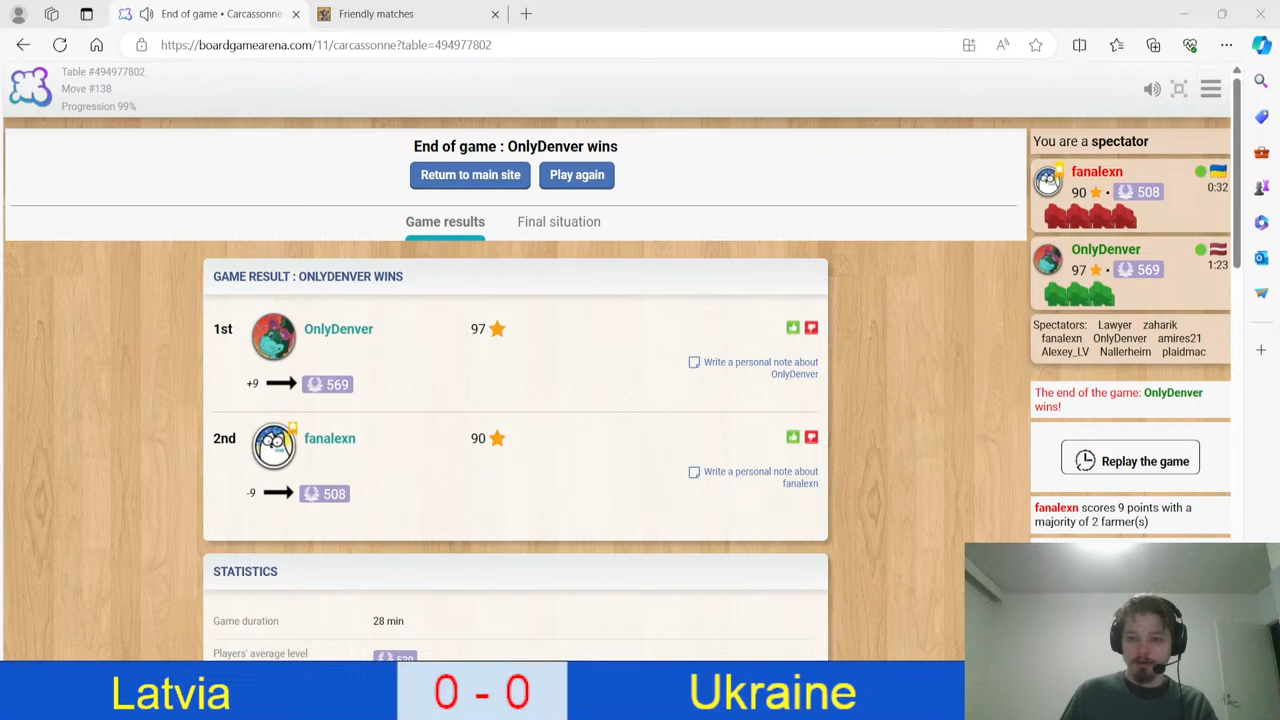 End of game • Carcassonne
Friendly matches
https://boardgamearena.com/11/carcassonne?table=494977802
Table #494977802
Move #138
Progression 99%
End of game : OnlyDenver wins
Return to main site
Play again
Game results
Final situation
GAME RESULT : ONLYDENVER WINS
1st
OnlyDenver
97
Write a personal note about
OnlyDenver
+9
569
2nd
fanalexn
90
Write a personal note about
fanalexn
-9
508
STATISTICS
Game duration
28 min
Players' average level
539
You are a spectator
fanalexn
90 • 508
0:32
OnlyDenver
97 • 569
1:23
Spectators: Lawyer zaharik
fanalexn OnlyDenver amires21
Alexey_LV Nallerheim plaidmac
The end of the game: OnlyDenver
wins!
Replay the game
fanalexn scores 9 points with a
majority of 2 farmer(s)
Latvia
0 - 0
Ukraine